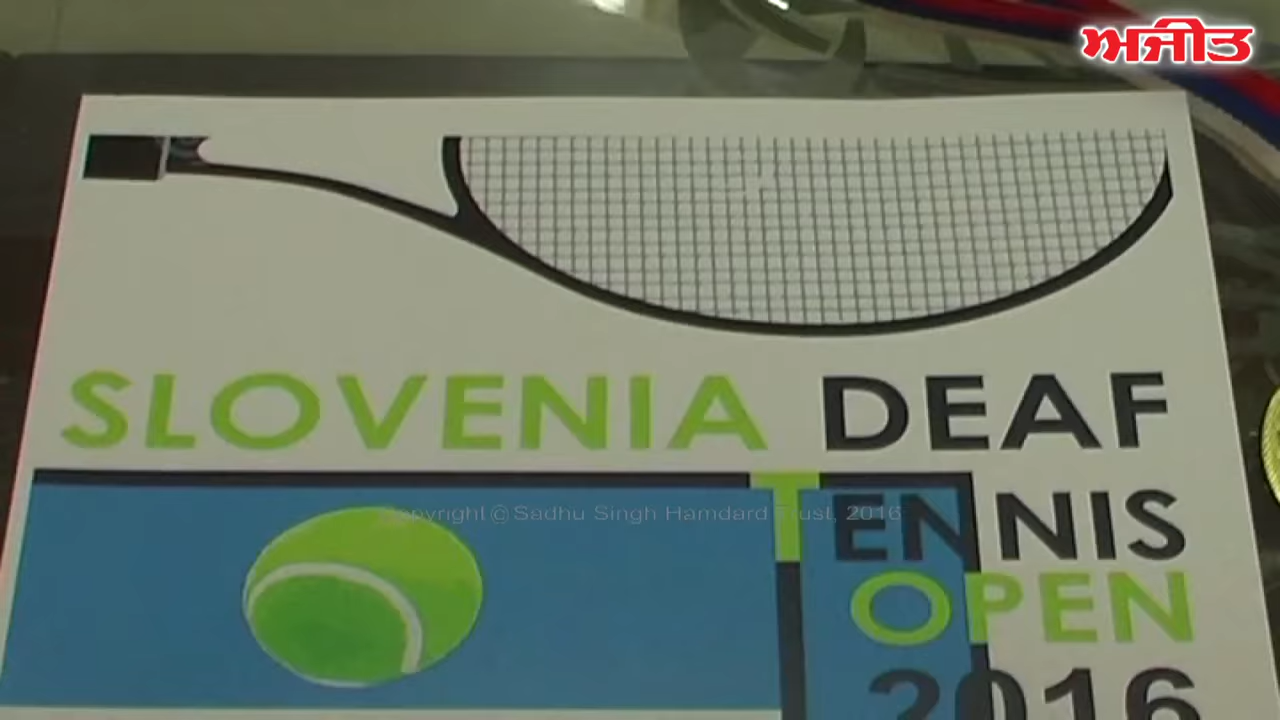 ਅਜੀਤ
SLOVENIA DEAF
TENNIS
Copyright © Sadhu Singh Hamdard Trust, 2016
OPEN
2016